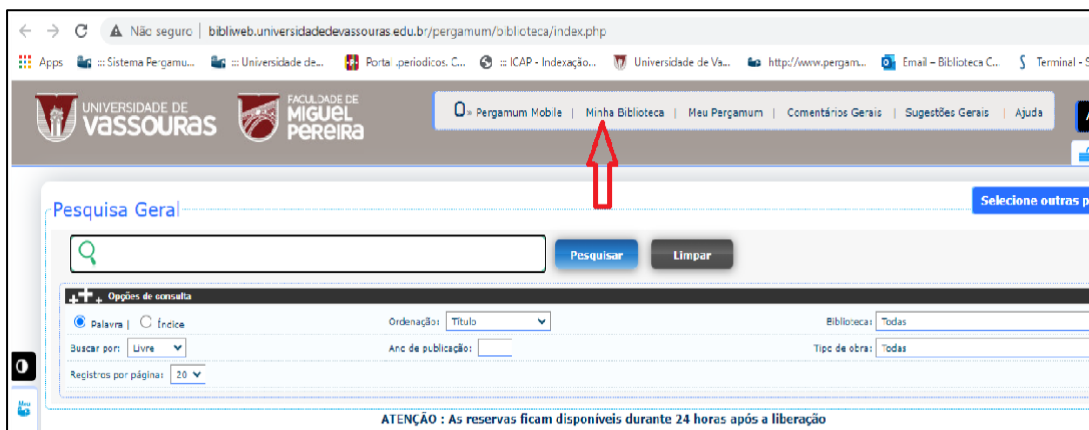 Não seguro | bibliweb.universidadedevassouras.edu.br/pergamum/biblioteca/index.php
Apps ::: Sistema Pergamu... ::: Universidade de... Portal .periodicos. C... ::: ICAP - Indexação... Universidade de Va... http://www.pergam... Email – Biblioteca C... Terminal - S
UNIVERSIDADE DE VASSOURAS
FACULDADE DE MIGUEL PEREIRA
0» Pergamum Mobile | Minha Biblioteca | Meu Pergamum | Comentários Gerais | Sugestões Gerais | Ajuda
A
Pesquisa Geral
Selecione outras p
Pesquisar Limpar
Opções de consulta
Palavra | Índice Ordenação: Título Biblioteca: Todas
Buscar por: Livre Ano de publicação: Tipo de obra: Todas
Registros por página: 20
Meu
ATENÇÃO : As reservas ficam disponíveis durante 24 horas após a liberação